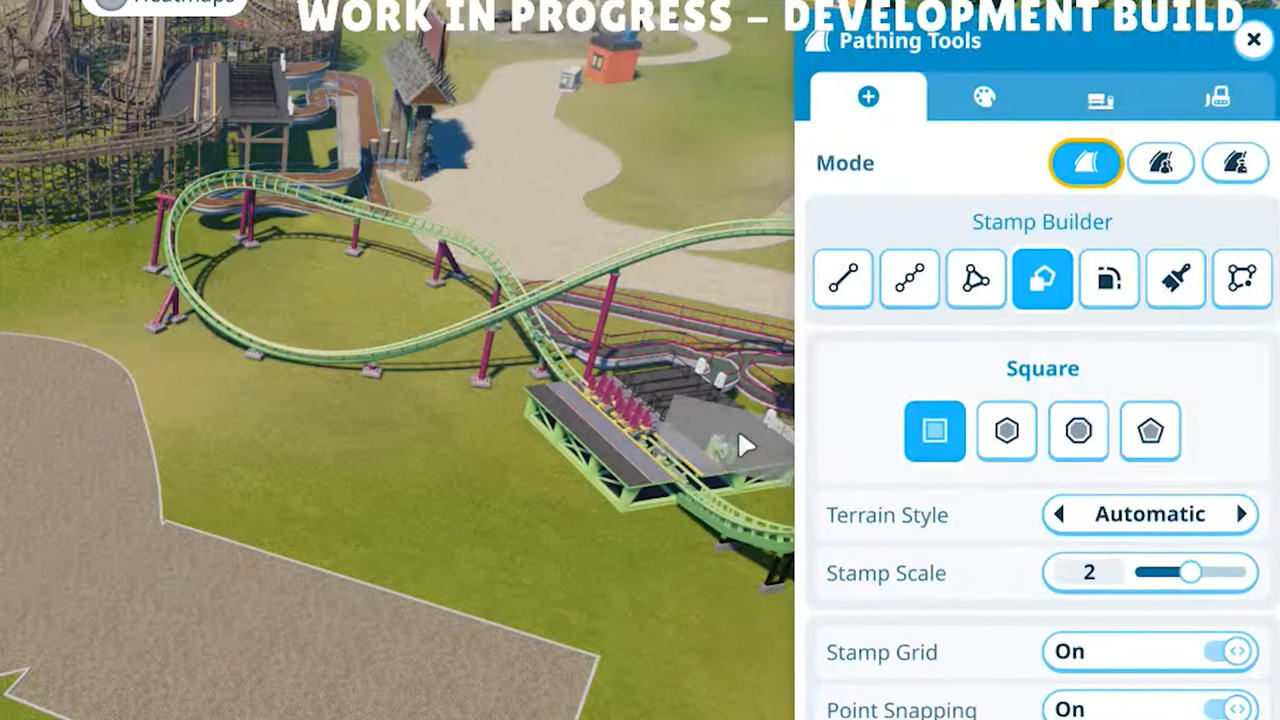 Heatmaps
WORK IN PROGRESS – DEVELOPMENT BUILD
Pathing Tools
Mode
Stamp Builder
Square
Terrain Style
Automatic
Stamp Scale
2
Stamp Grid
On
Point Snapping
On